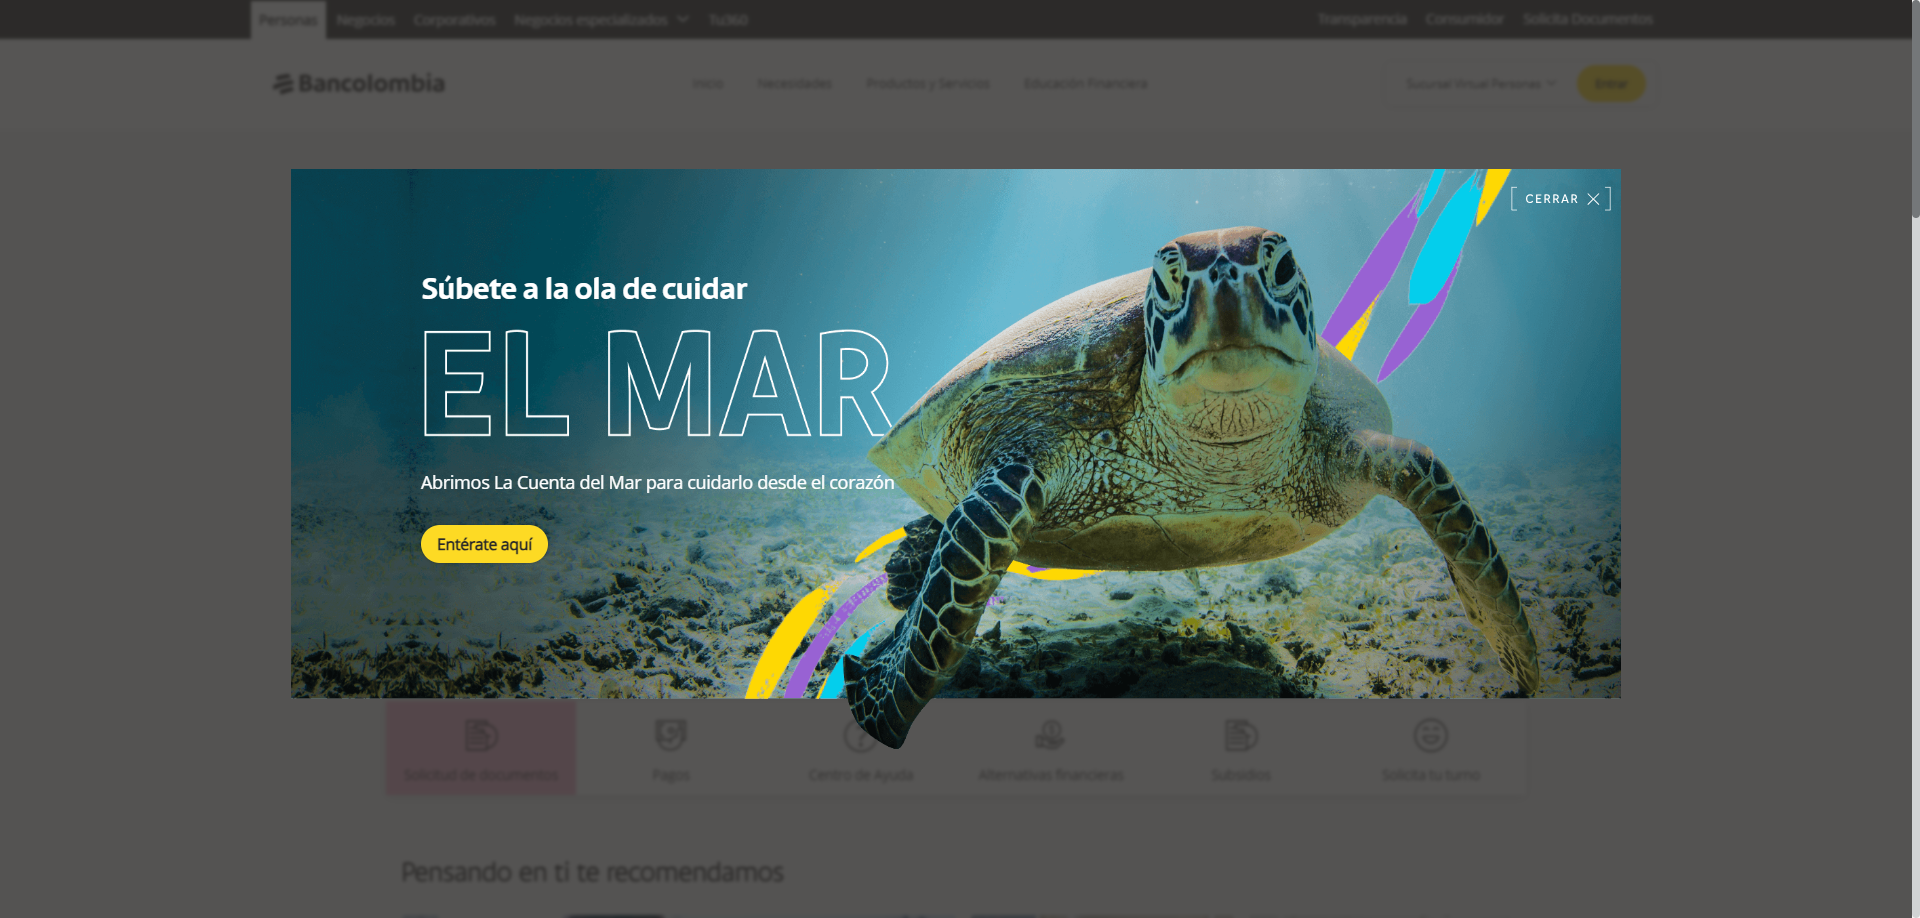 Personas Negocios Corporativos Negocios especializados Tu360 Transparencia Consumidor Solicita Documentos
Bancolombia Inicio Necesidades Productos y Servicios Educación Financiera Sucursal Virtual Personas Entrar
CERRAR
Súbete a la ola de cuidar
EL MAR
Abrimos La Cuenta del Mar para cuidarlo desde el corazón
Entérate aquí
Solicitud de documentos Pagos Centro de Ayuda Alternativas financieras Subsidios Solicita tu turno
Pensando en ti te recomendamos